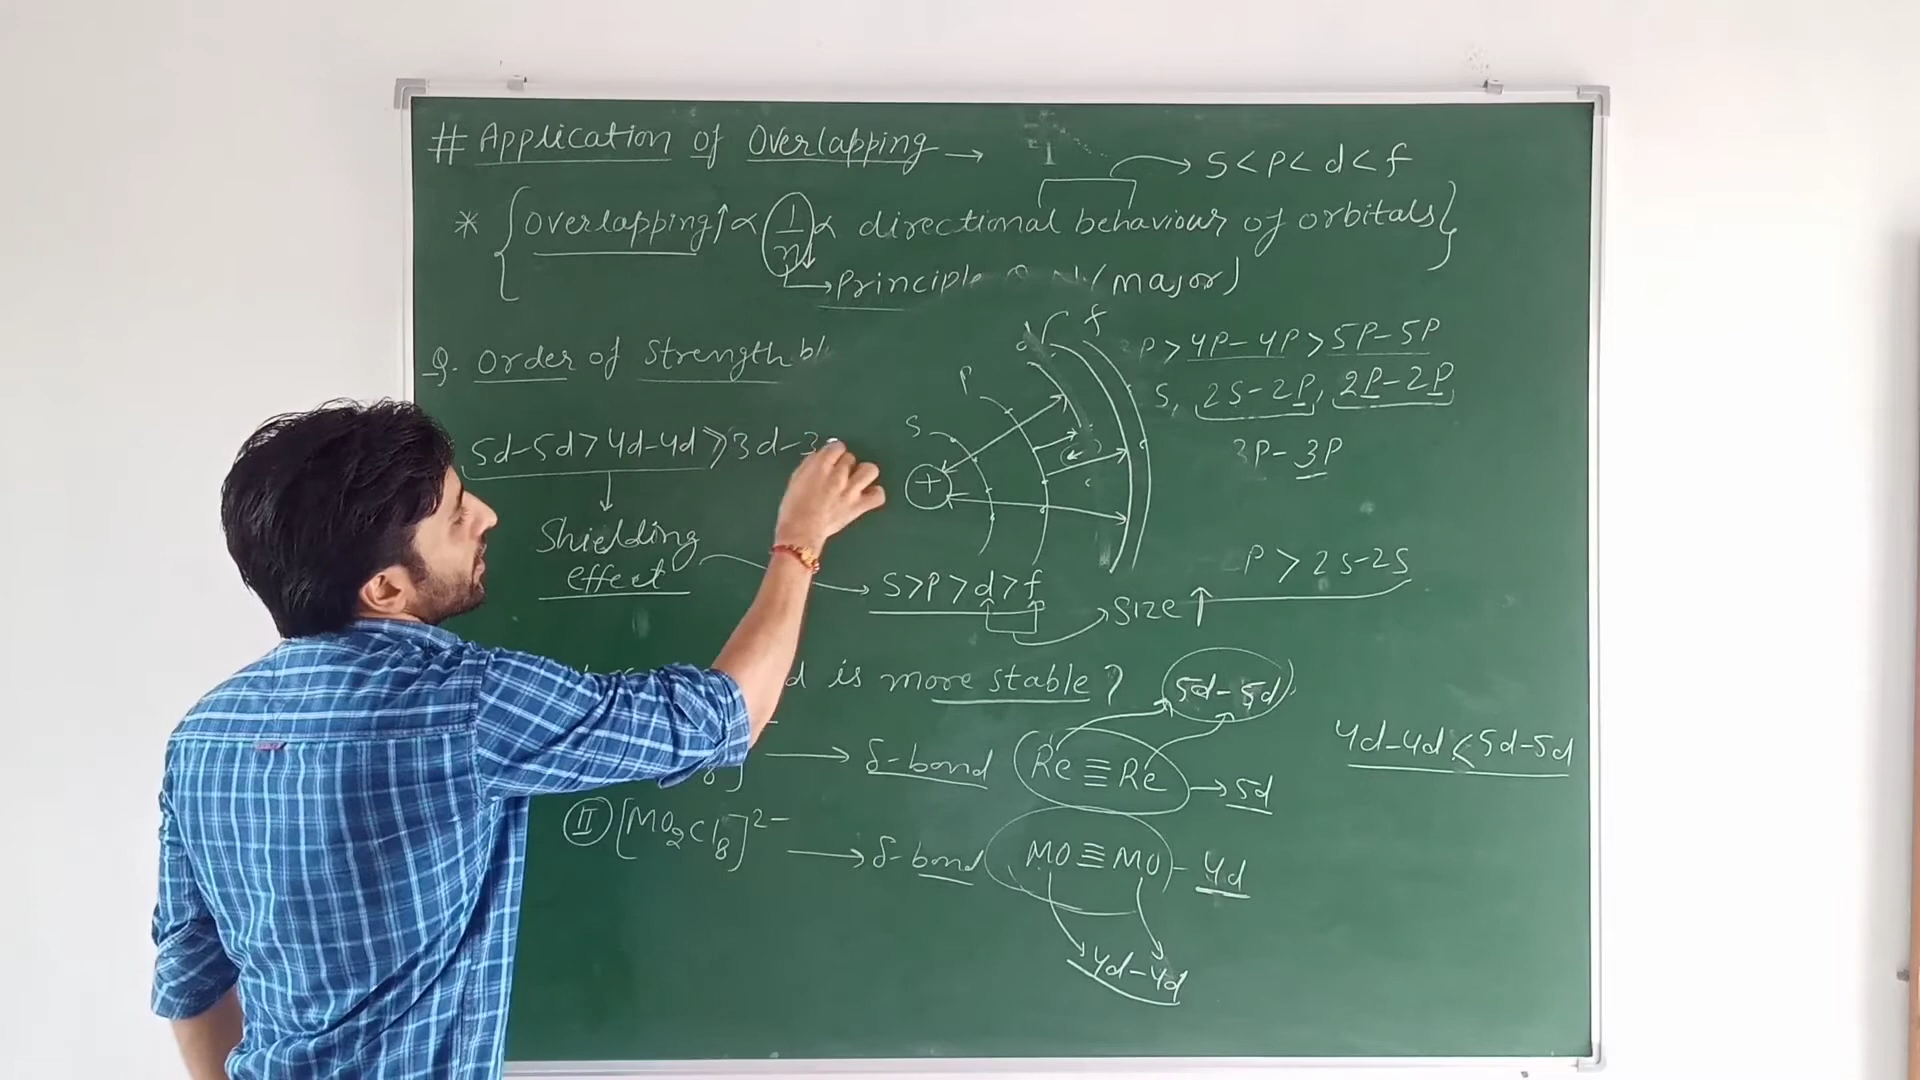 # Application of Overlapping →
S < P < d < f
* { Overlapping ↑ ∝ 1/n ↓ ∝ directional behaviour of orbitals }
→ Principle (major)
Q. Order of Strength
P > 4P-4P > 5P-5P
S, 2S-2P, 2P-2P
3P-3P
5d-5d > 4d-4d ≥ 3d-3
S P d f
+
Shielding effect → S > P > d > f
→ Size ↑
P > 2S-2S
is more stable ?
5d-5d
8] → δ-bond Re ≣ Re → 5d
4d-4d < 5d-5d
II [MO2Cl8]2- → δ-bond MO ≣ MO - 4d
4d-4d